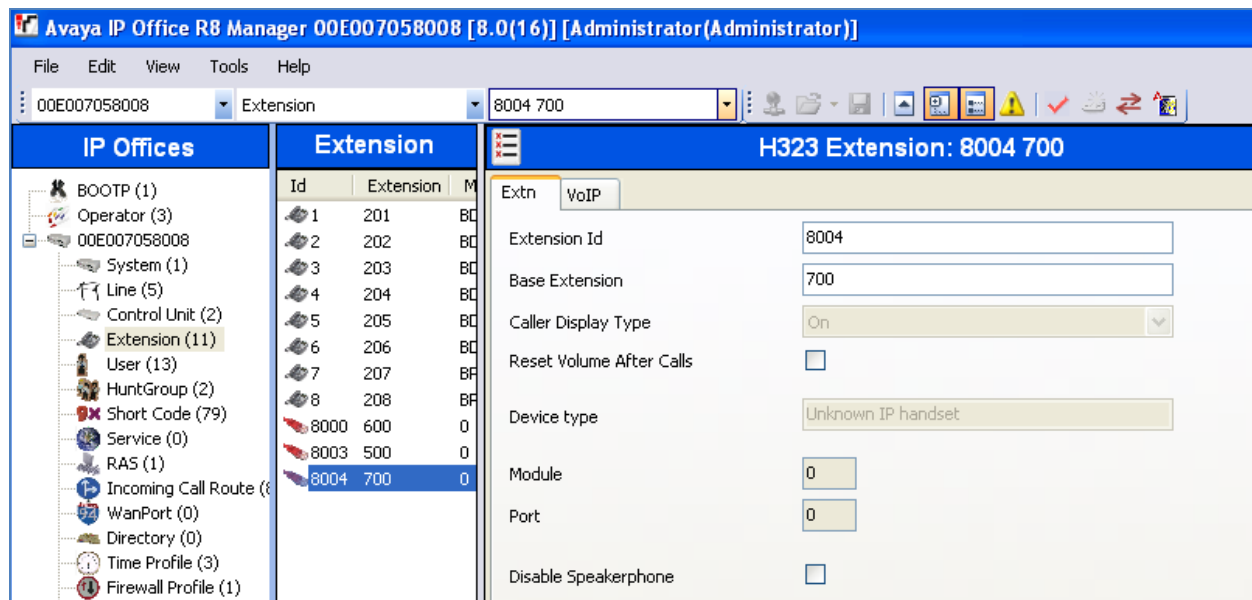 Avaya IP Office R8 Manager 00E007058008 [8.0(16)] [Administrator(Administrator)]
File Edit View Tools Help
00E007058008 Extension 8004 700
IP Offices
BOOTP (1)
Operator (3)
00E007058008
System (1)
Line (5)
Control Unit (2)
Extension (11)
User (13)
HuntGroup (2)
Short Code (79)
Service (0)
RAS (1)
Incoming Call Route
WanPort (0)
Directory (0)
Time Profile (3)
Firewall Profile (1)
Extension
Id Extension
1 201 BD
2 202 BD
3 203 BD
4 204 BD
5 205 BD
6 206 BD
7 207
8 208
8000 600 0
8003 500 0
8004 700 0
H323 Extension: 8004 700
Extn VoIP
Extension Id 8004
Base Extension 700
Caller Display Type On
Reset Volume After Calls
Device type Unknown IP handset
Module 0
Port 0
Disable Speakerphone